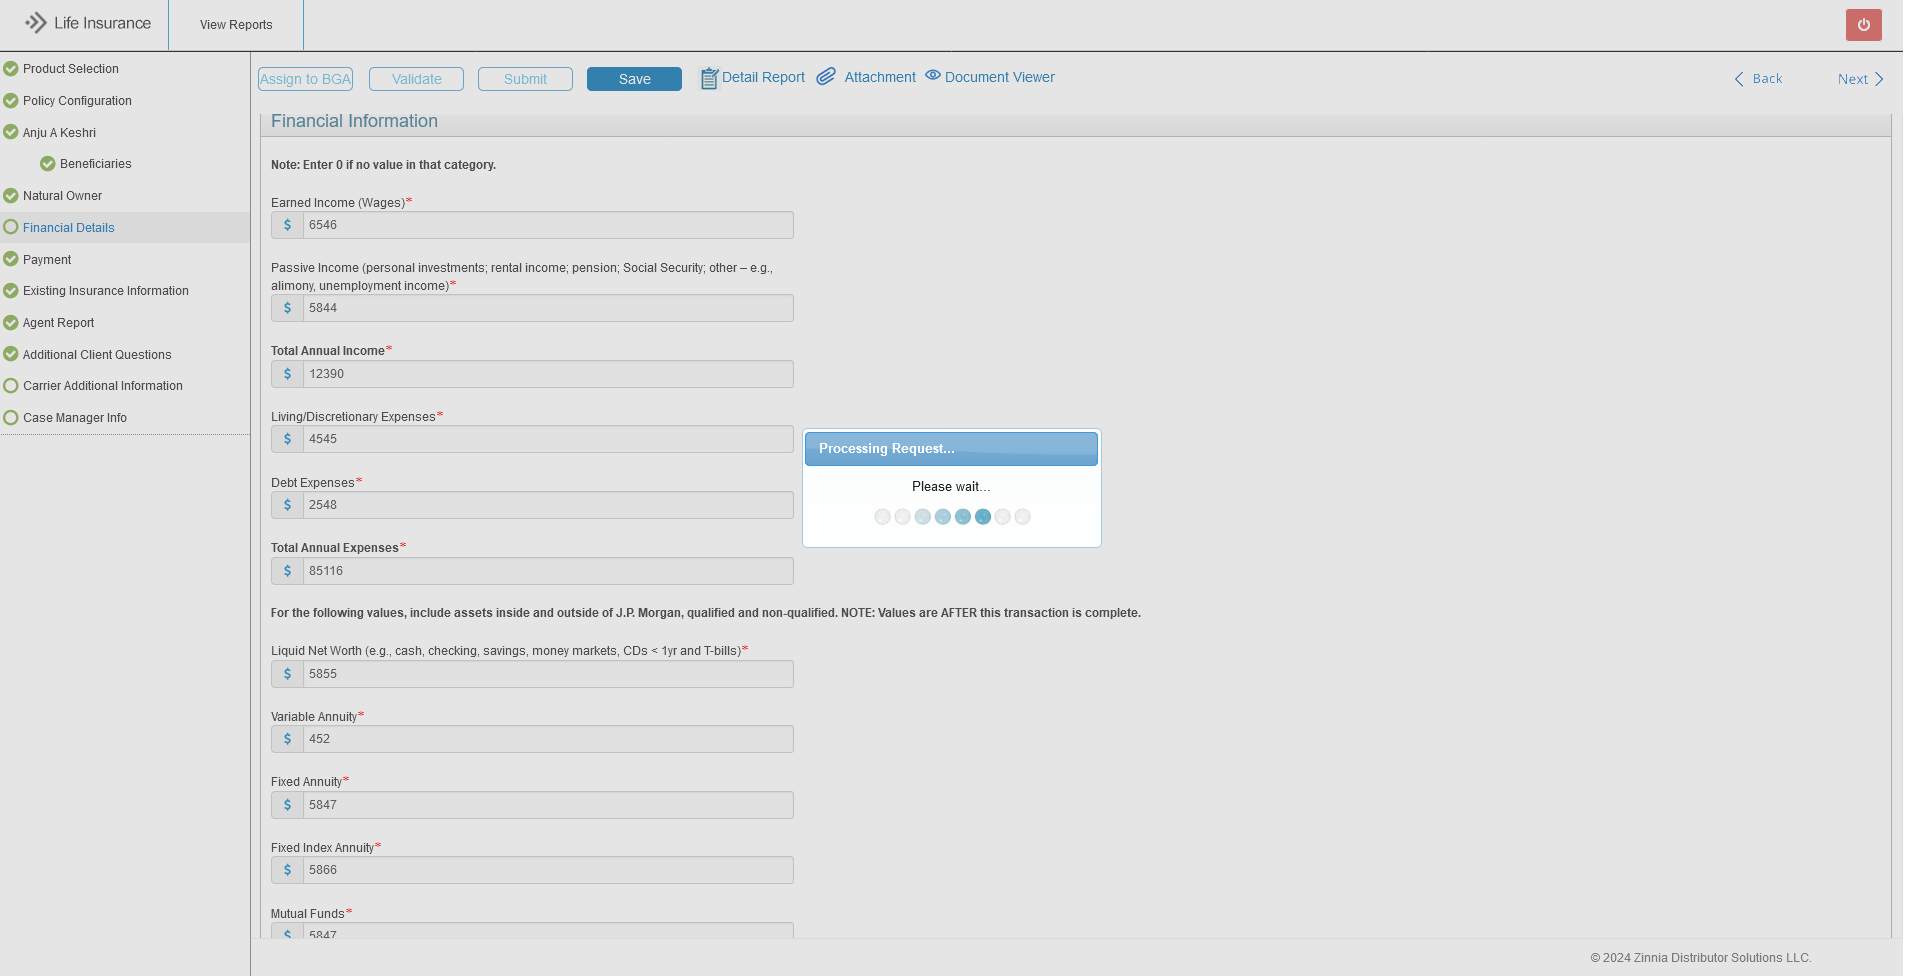 Life Insurance
View Reports
Product Selection
Policy Configuration
Anju A Keshri
Beneficiaries
Natural Owner
Financial Details
Payment
Existing Insurance Information
Agent Report
Additional Client Questions
Carrier Additional Information
Case Manager Info
Assign to BGA
Validate
Submit
Save
Detail Report
Attachment
Document Viewer
Back
Next
Financial Information
Note: Enter 0 if no value in that category.
Earned Income (Wages)*
$ 6546
Passive Income (personal investments; rental income; pension; Social Security; other – e.g.,
alimony, unemployment income)*
$ 5844
Total Annual Income*
$ 12390
Living/Discretionary Expenses*
$ 4545
Debt Expenses*
$ 2548
Total Annual Expenses*
$ 85116
Processing Request...
Please wait...
For the following values, include assets inside and outside of J.P. Morgan, qualified and non-qualified. NOTE: Values are AFTER this transaction is complete.
Liquid Net Worth (e.g., cash, checking, savings, money markets, CDs < 1yr and T-bills)*
$ 5855
Variable Annuity*
$ 452
Fixed Annuity*
$ 5847
Fixed Index Annuity*
$ 5866
Mutual Funds*
$ 5847
© 2024 Zinnia Distributor Solutions LLC.